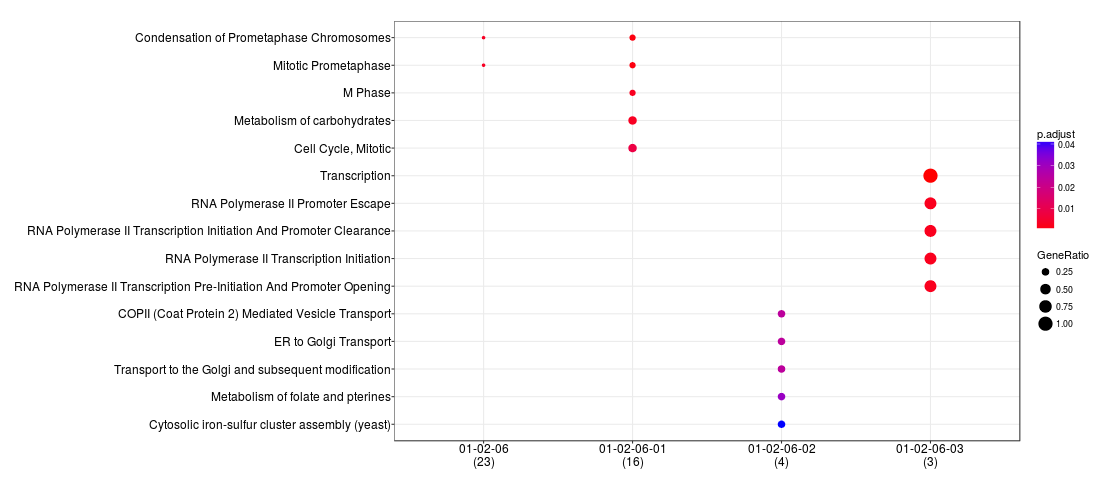 Condensation of Prometaphase Chromosomes
Mitotic Prometaphase
M Phase
Metabolism of carbohydrates
Cell Cycle, Mitotic
Transcription
RNA Polymerase II Promoter Escape
RNA Polymerase II Transcription Initiation And Promoter Clearance
RNA Polymerase II Transcription Initiation
RNA Polymerase II Transcription Pre-Initiation And Promoter Opening
COPII (Coat Protein 2) Mediated Vesicle Transport
ER to Golgi Transport
Transport to the Golgi and subsequent modification
Metabolism of folate and pterines
Cytosolic iron-sulfur cluster assembly (yeast)
01-02-06
(23)
01-02-06-01
(16)
01-02-06-02
(4)
01-02-06-03
(3)
p.adjust
0.04
0.03
0.02
0.01
GeneRatio
0.25
0.50
0.75
1.00